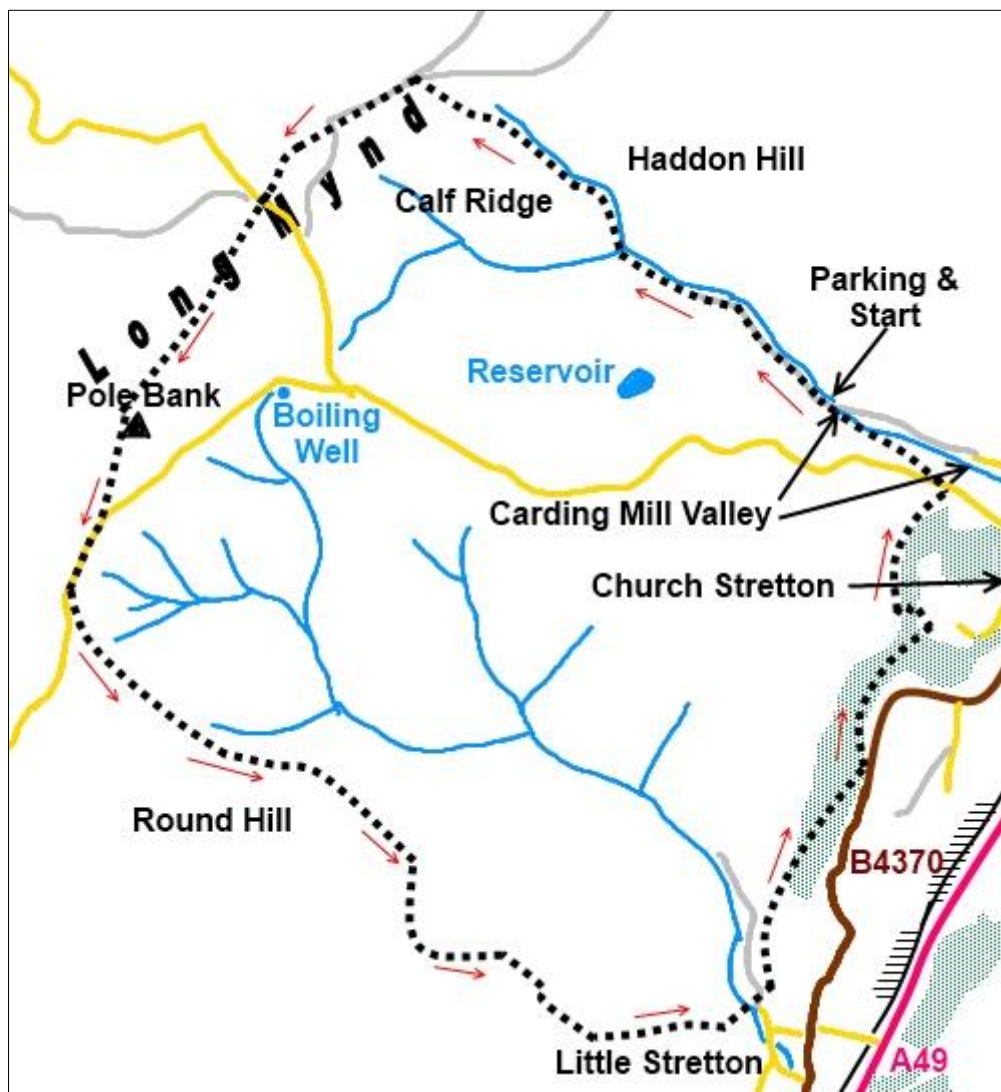 Haddon Hill
Calf Ridge
Long Mynd
Parking &
Start
Reservoir
Pole Bank
Boiling
Well
Carding Mill Valley
Church Stretton
Round Hill
B4370
Little Stretton
A49